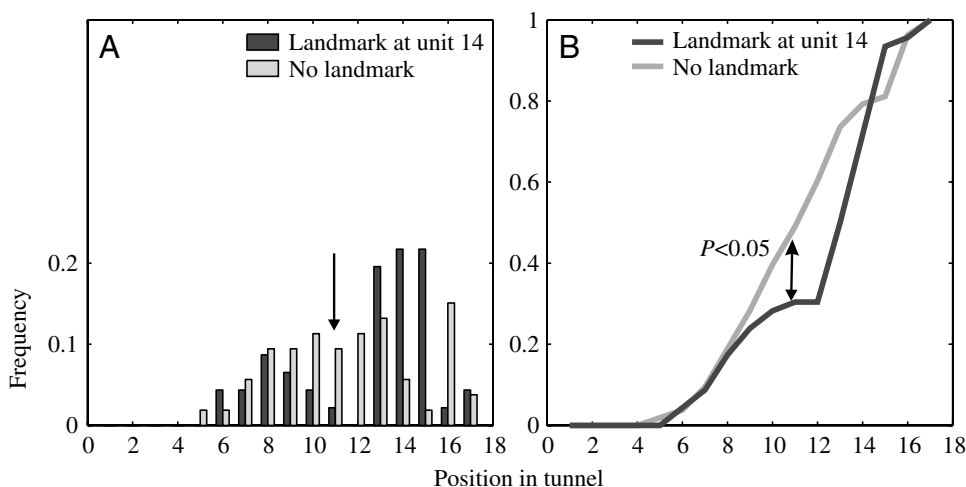 A
Landmark at unit 14
No landmark
Frequency
0.2
0.1
0
0 2 4 6 8 10 12 14 16 18
B
Landmark at unit 14
No landmark
1
0.8
0.6
0.4
0.2
0
P<0.05
0 2 4 6 8 10 12 14 16 18
Position in tunnel